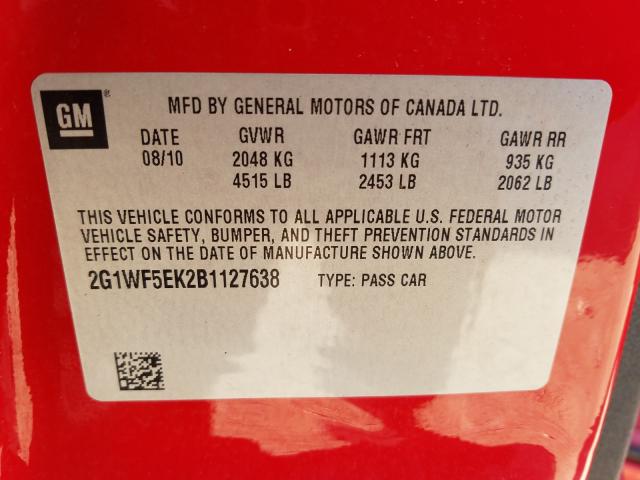 GM
MFD BY GENERAL MOTORS OF CANADA LTD.
DATE GVWR GAWR FRT GAWR RR
08/10 2048 KG 1113 KG 935 KG
4515 LB 2453 LB 2062 LB
THIS VEHICLE CONFORMS TO ALL APPLICABLE U.S. FEDERAL MOTOR
VEHICLE SAFETY, BUMPER, AND THEFT PREVENTION STANDARDS IN
EFFECT ON THE DATE OF MANUFACTURE SHOWN ABOVE.
2G1WF5EK2B1127638 TYPE: PASS CAR